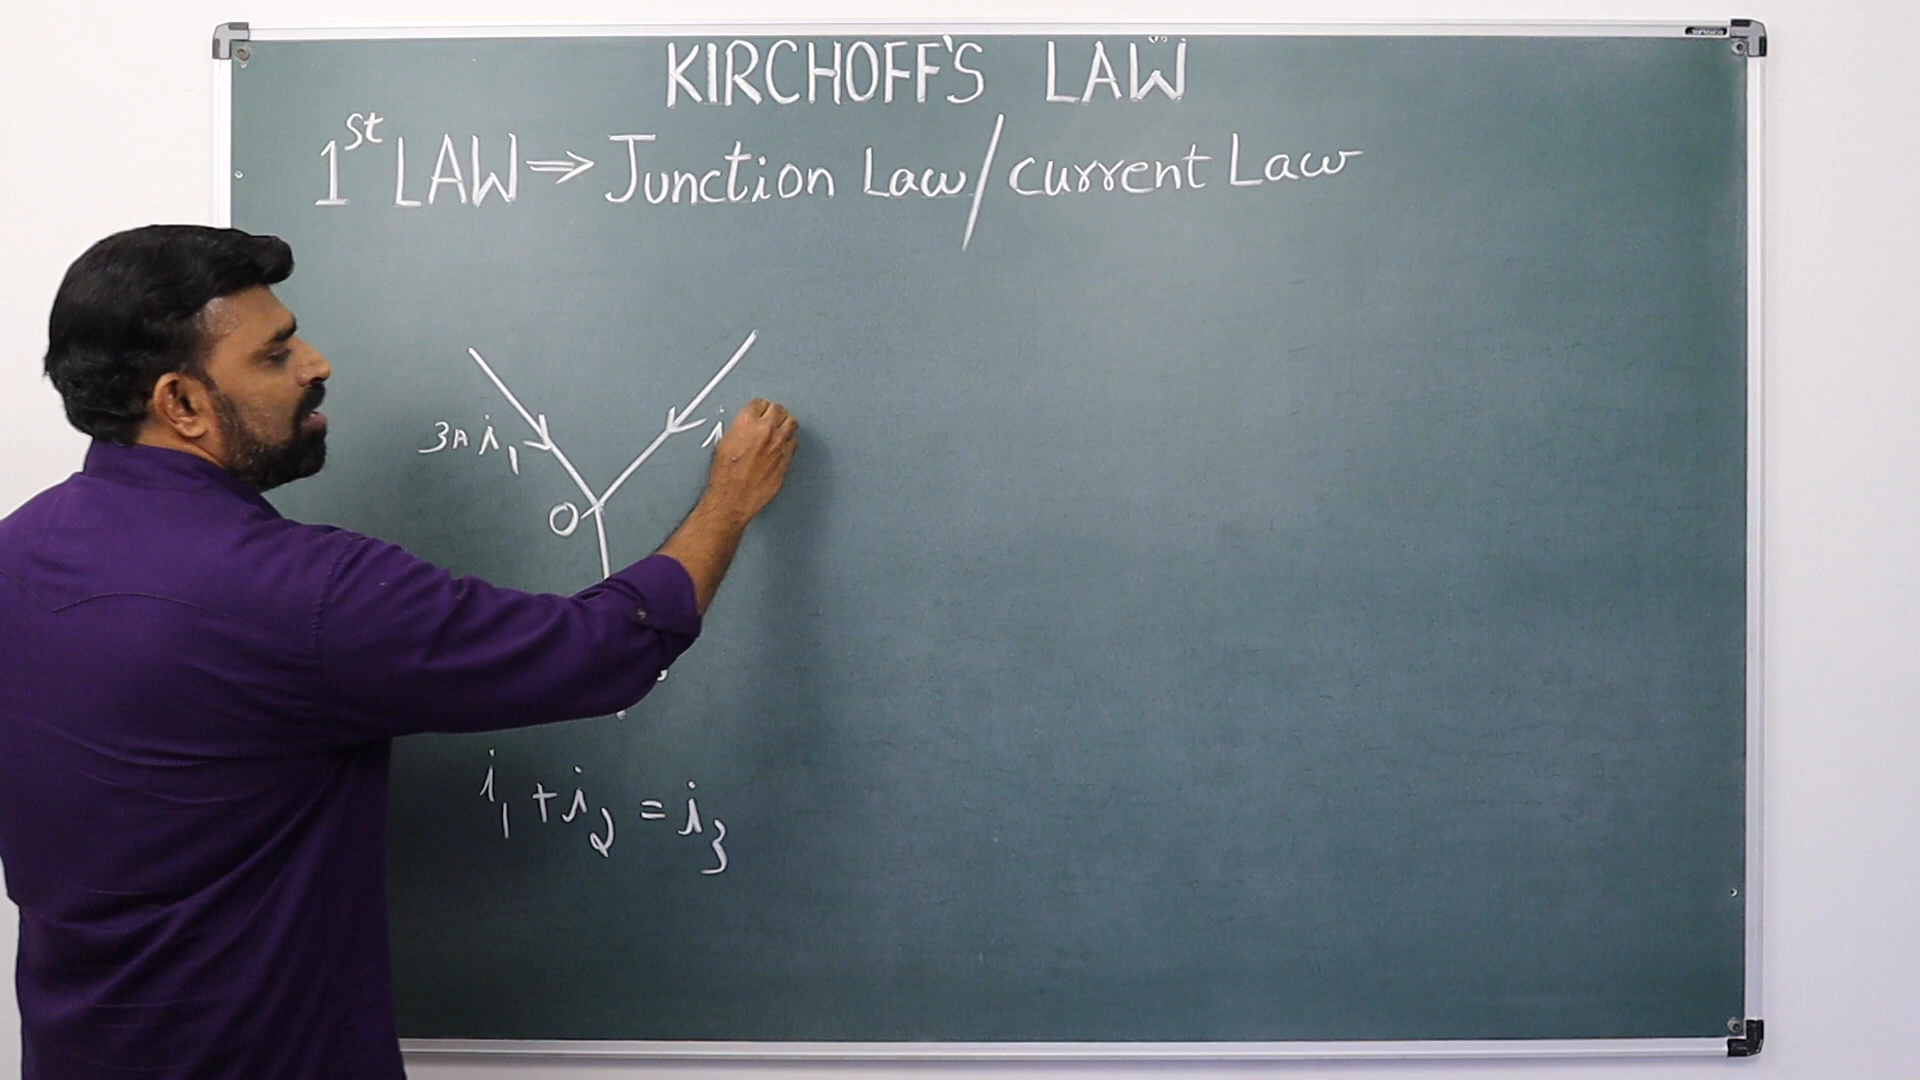 KIRCHOFF'S LAW
1st LAW ⇒ Junction Law/current Law
3A i1
i
O
i1 + i2 = i3